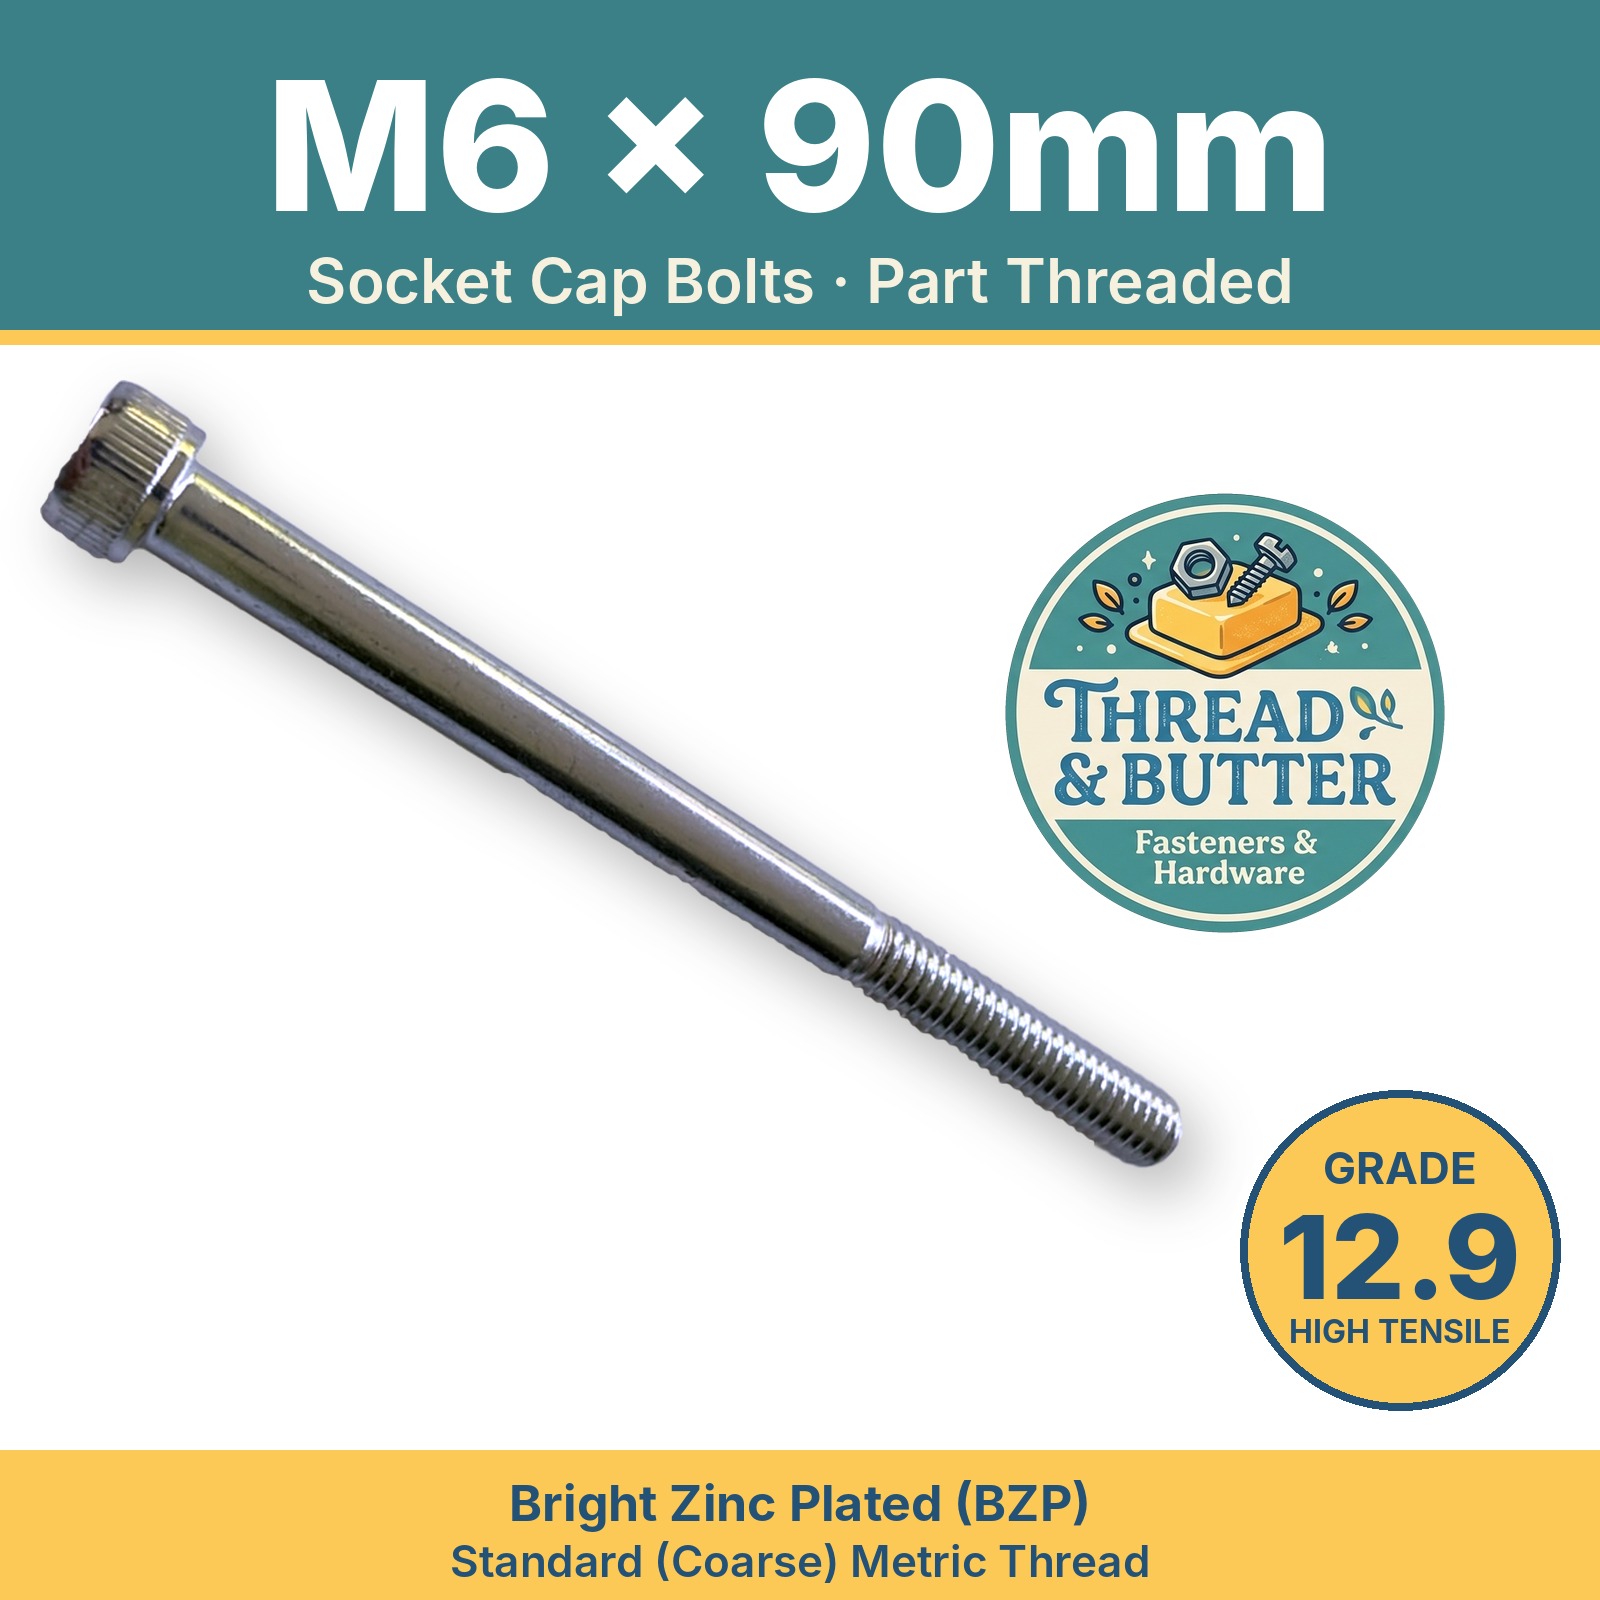 M6 × 90mm
Socket Cap Bolts · Part Threaded
THREAD
& BUTTER
Fasteners &
Hardware
GRADE
12.9
HIGH TENSILE
Bright Zinc Plated (BZP)
Standard (Coarse) Metric Thread